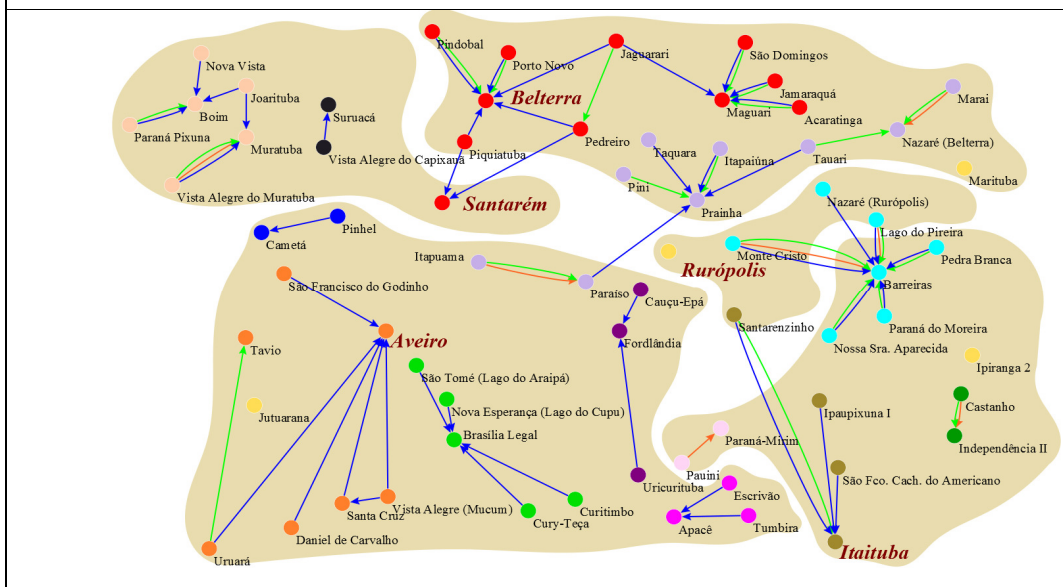 Pindobal
Jaguarari
São Domingos
Nova Vista
Porto Novo
Joarituba
Belterra
Jamaraquá
Marai
Boim
Suruacá
Maguari
Acaratinga
Paraná Pixuna
Muratuba
Piquiatuba
Pedreiro
Taquara
Itapaiúna
Tauari
Nazaré (Belterra)
Vista Alegre do Capixauã
Pini
Marituba
Vista Alegre do Muratuba
Santarém
Prainha
Nazaré (Rurópolis)
Pinhel
Lago do Pireira
Cametá
Itapuama
Rurópolis
Monte Cristo
Pedra Branca
São Francisco do Godinho
Paraíso
Cauçu-Epá
Barreiras
Santarenzinho
Paraná do Moreira
Aveiro
Fordlândia
Nossa Sra. Aparecida
Tavio
Ipiranga 2
São Tomé (Lago do Araipá)
Jutuarana
Nova Esperança (Lago do Cupu)
Ipaupixuna I
Castanho
Brasília Legal
Paraná-Mirim
Independência II
Pauini
Uricurituba
São Fco. Cach. do Americano
Escrivão
Santa Cruz
Vista Alegre (Mucum)
Curitimbo
Cury-Teça
Apacê
Tumbira
Daniel de Carvalho
Itaituba
Uruará